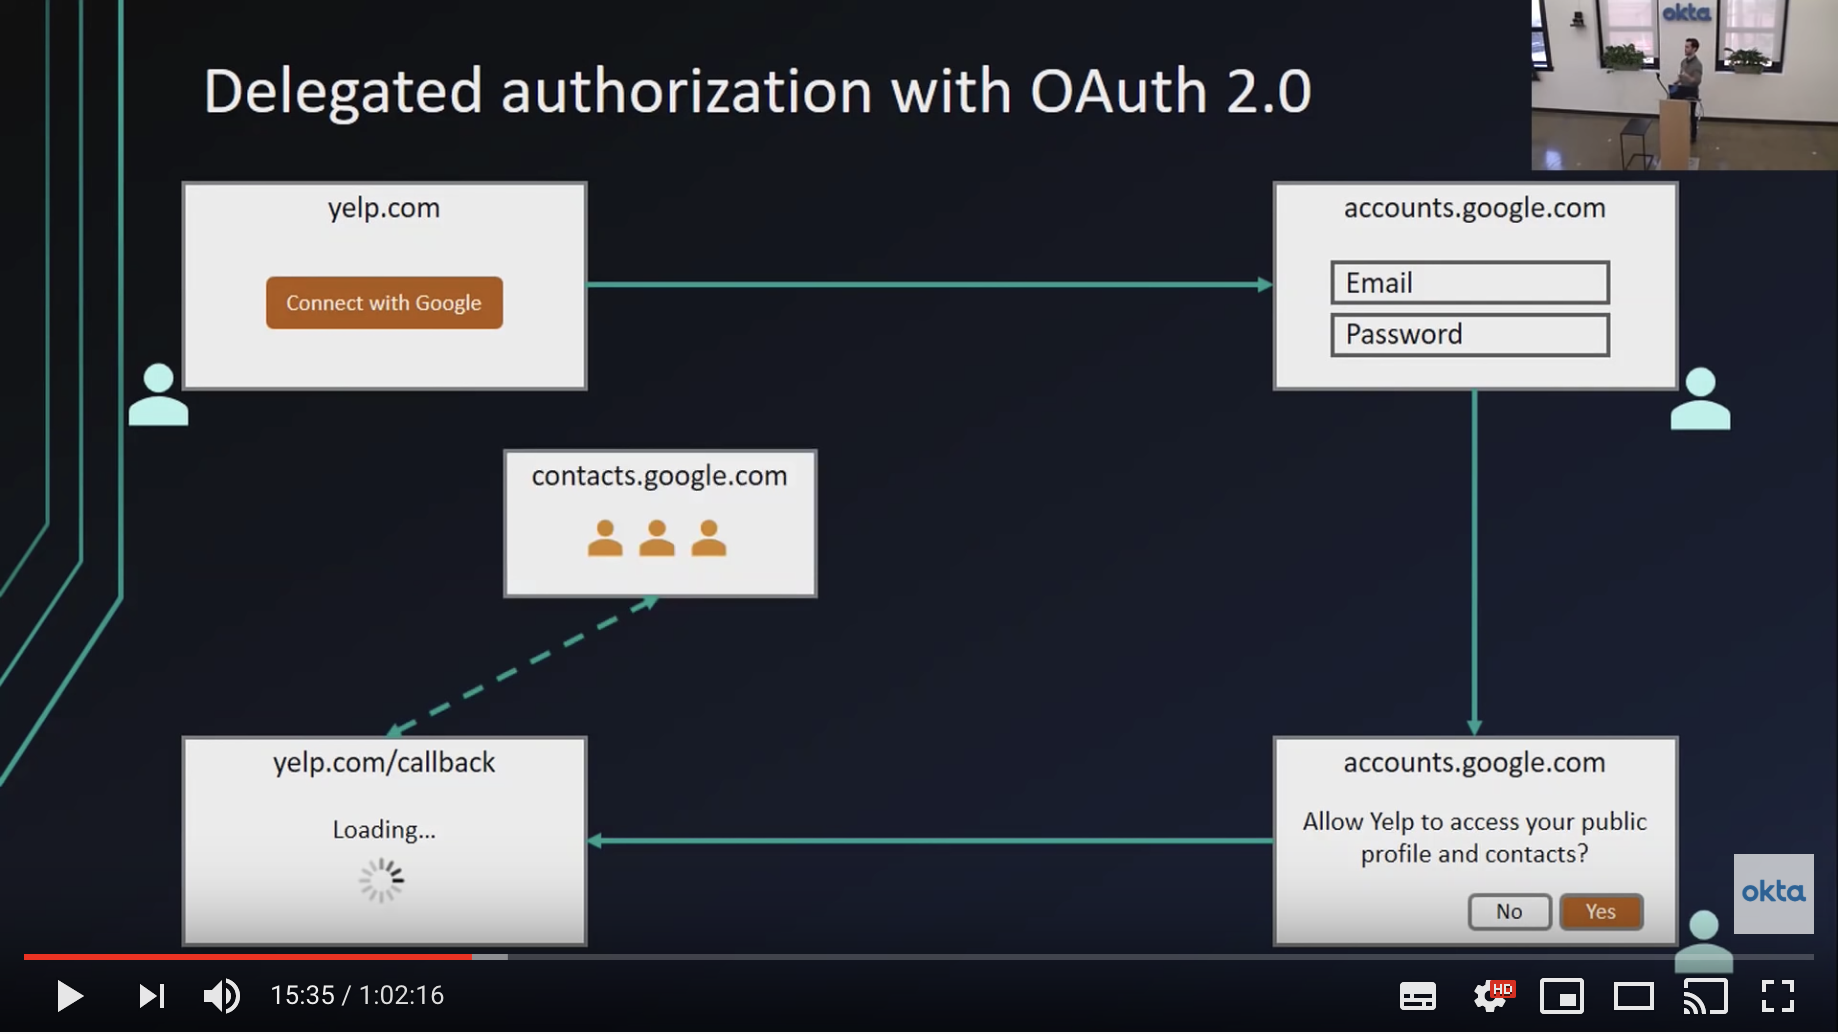 okta
Delegated authorization with OAuth 2.0
yelp.com
Connect with Google
accounts.google.com
Email
Password
contacts.google.com
yelp.com/callback
Loading...
accounts.google.com
Allow Yelp to access your public
profile and contacts?
No
Yes
okta
15:35 / 1:02:16
HD